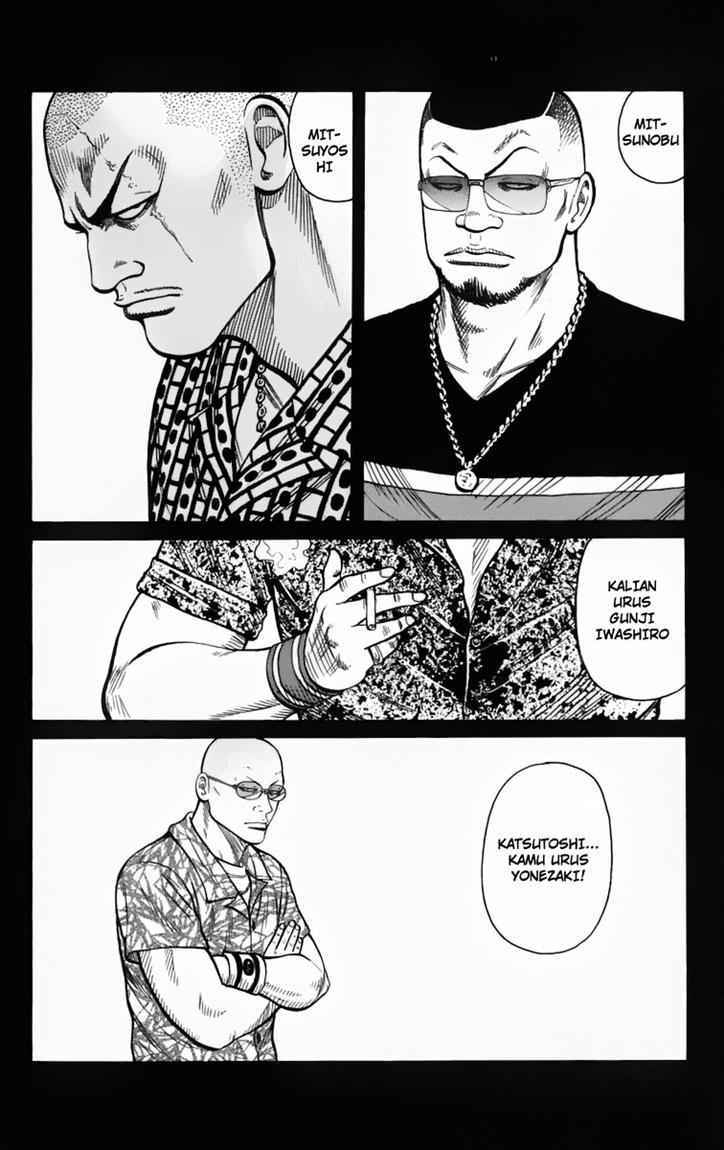 MIT-
SUNOBU
MIT-
SUYOS
HI
KALIAN
URUS
GUNJI
IWASHIRO
KATSUTOSHI...
KAMU URUS
YONEZAKI!